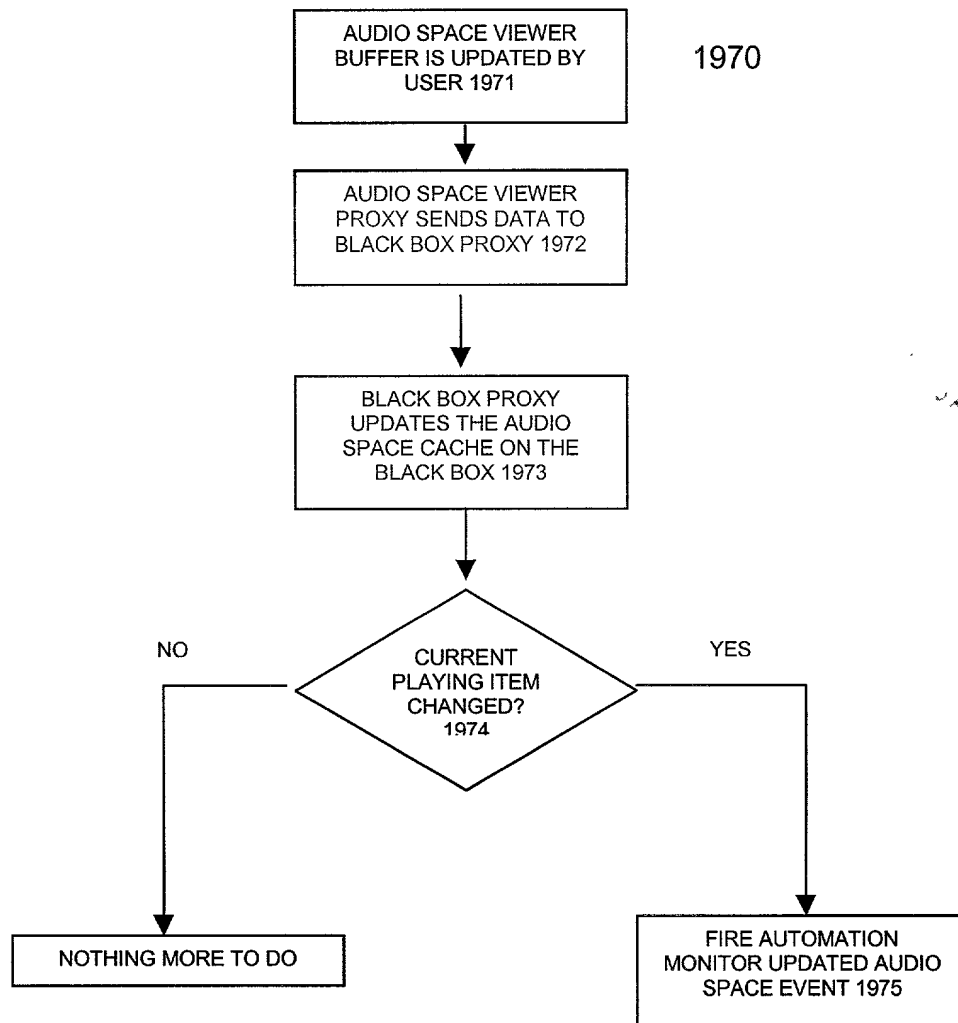 AUDIO SPACE VIEWER
BUFFER IS UPDATED BY
USER 1971
1970
AUDIO SPACE VIEWER
PROXY SENDS DATA TO
BLACK BOX PROXY 1972
BLACK BOX PROXY
UPDATES THE AUDIO
SPACE CACHE ON THE
BLACK BOX 1973
NO
YES
CURRENT
PLAYING ITEM
CHANGED?
1974
NOTHING MORE TO DO
FIRE AUTOMATION
MONITOR UPDATED AUDIO
SPACE EVENT 1975